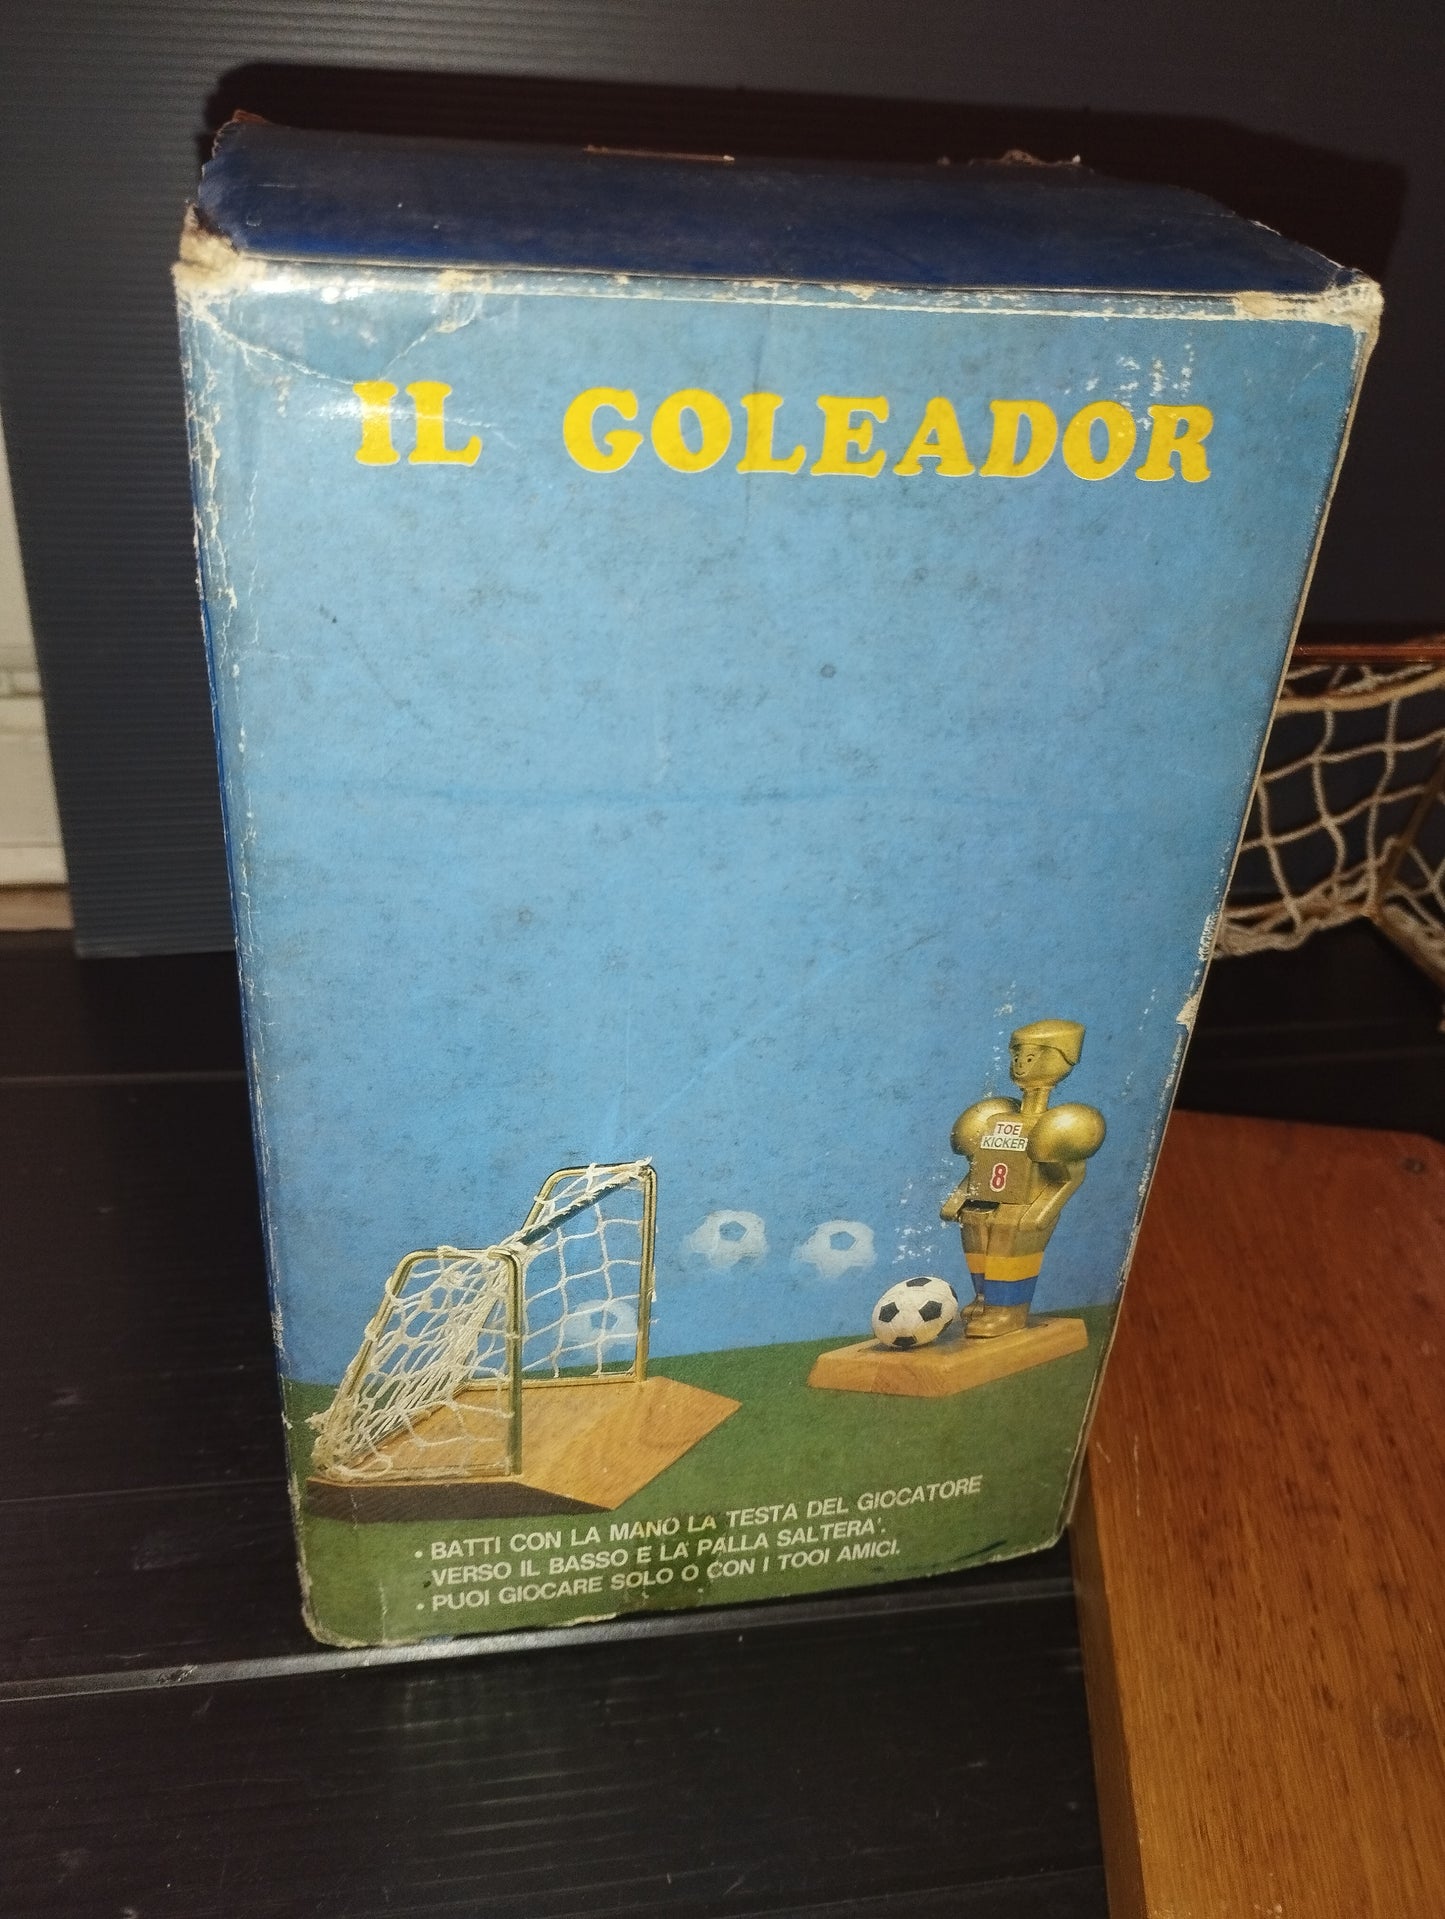 IL GOLEADOR
TOE
KICKER
8
• BATTI CON LA MANO LA TESTA DEL GIOCATORE
VERSO IL BASSO E LA PALLA SALTERA'.
• PUOI GIOCARE SOLO O CON I TOOI AMICI.